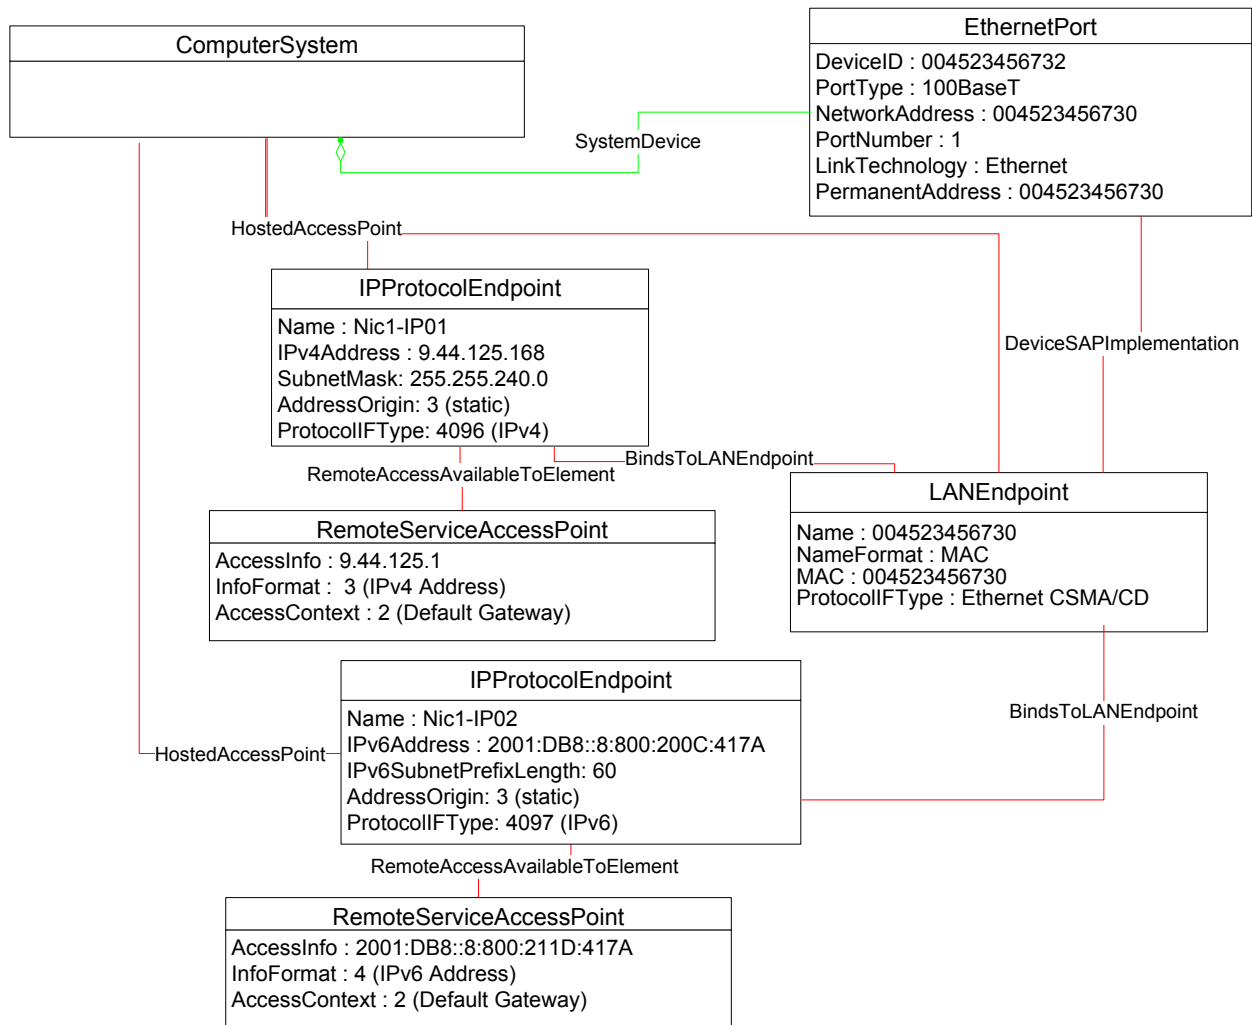 ComputerSystem
EthernetPort
DeviceID : 004523456732
PortType : 100BaseT
NetworkAddress : 004523456730
PortNumber : 1
LinkTechnology : Ethernet
PermanentAddress : 004523456730
SystemDevice
HostedAccessPoint
IPProtocolEndpoint
Name : Nic1-IP01
IPv4Address : 9.44.125.168
SubnetMask: 255.255.240.0
AddressOrigin: 3 (static)
ProtocolIFType: 4096 (IPv4)
DeviceSAPImplementation
BindsToLANEndpoint
RemoteAccessAvailableToElement
LANEndpoint
Name : 004523456730
NameFormat : MAC
MAC : 004523456730
ProtocolIFType : Ethernet CSMA/CD
RemoteServiceAccessPoint
AccessInfo : 9.44.125.1
InfoFormat :  3 (IPv4 Address)
AccessContext : 2 (Default Gateway)
IPProtocolEndpoint
Name : Nic1-IP02
IPv6Address : 2001:DB8::8:800:200C:417A
IPv6SubnetPrefixLength: 60
AddressOrigin: 3 (static)
ProtocolIFType: 4097 (IPv6)
BindsToLANEndpoint
HostedAccessPoint
RemoteAccessAvailableToElement
RemoteServiceAccessPoint
AccessInfo : 2001:DB8::8:800:211D:417A
InfoFormat : 4 (IPv6 Address)
AccessContext : 2 (Default Gateway)